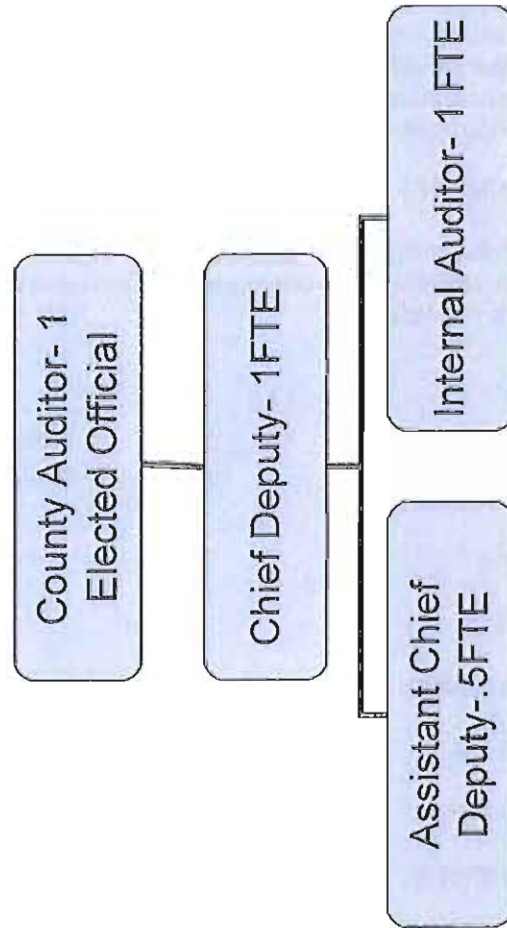 County Auditor- 1
Elected Official
Chief Deputy- 1FTE
Assistant Chief
Deputy-.5FTE
Internal Auditor- 1 FTE